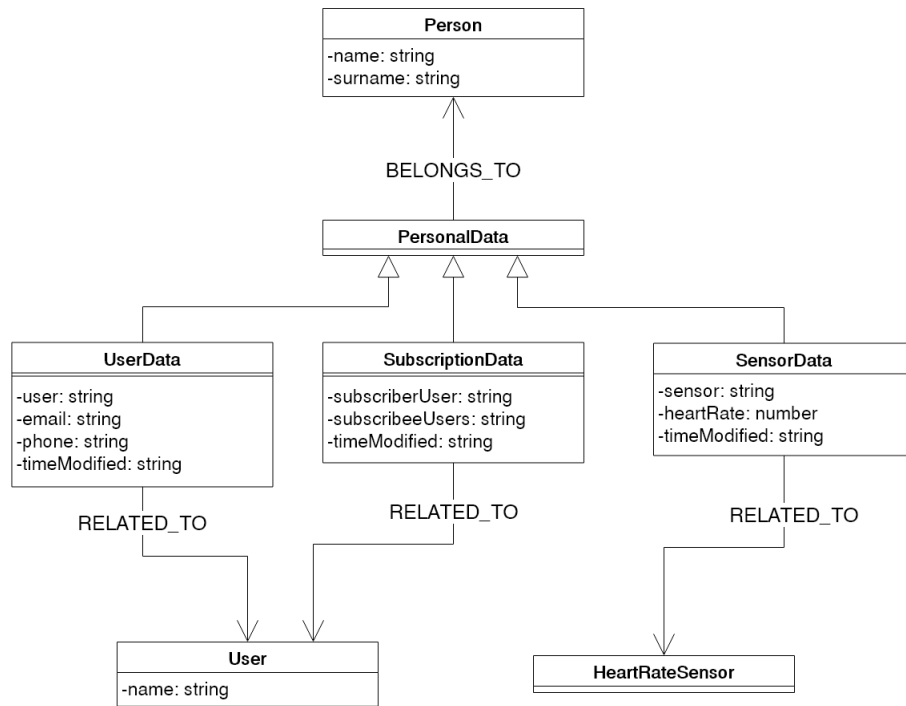 Person
-name: string
-surname: string
BELONGS_TO
PersonalData
UserData
-user: string
-email: string
-phone: string
-timeModified: string
SubscriptionData
-subscriberUser: string
-subscribeeUsers: string
-timeModified: string
SensorData
-sensor: string
-heartRate: number
-timeModified: string
RELATED_TO
RELATED_TO
RELATED_TO
User
-name: string
HeartRateSensor